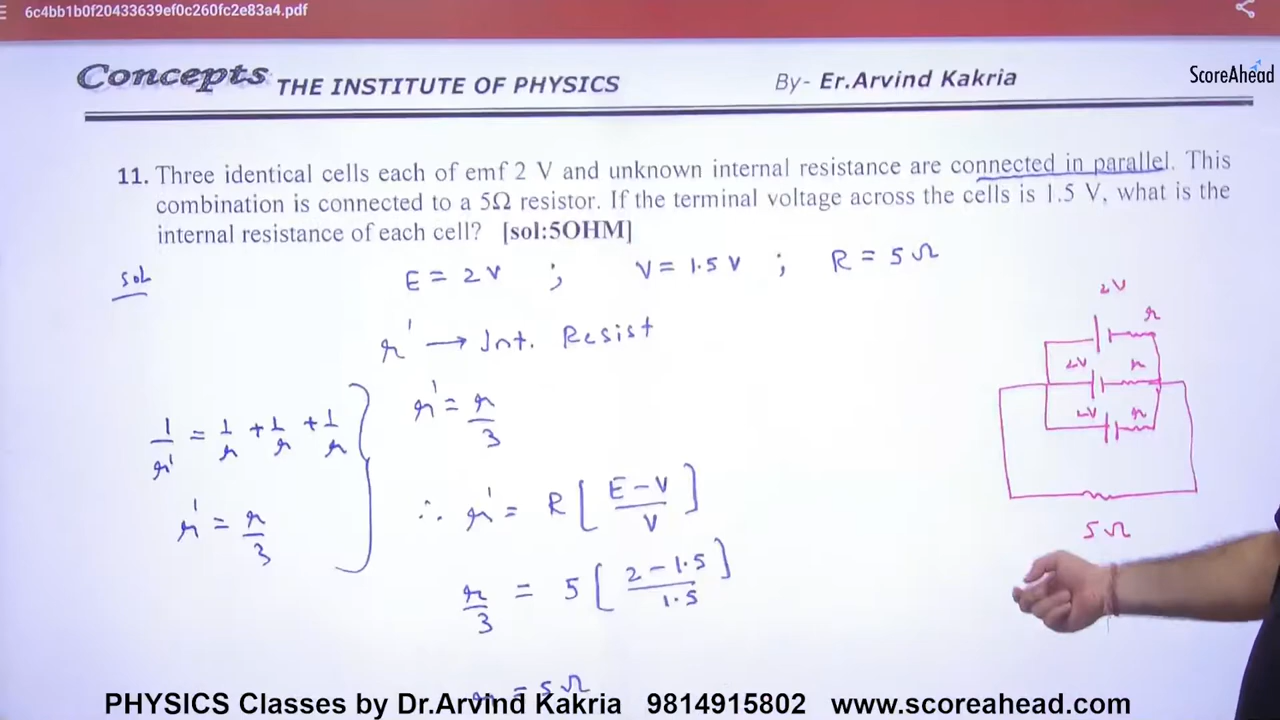 6c4bb1b0f20433639ef0c260fc2e83a4.pdf
Concepts THE INSTITUTE OF PHYSICS By- Er.Arvind Kakria ScoreAhead
11. Three identical cells each of emf 2 V and unknown internal resistance are connected in parallel. This
combination is connected to a 5Ω resistor. If the terminal voltage across the cells is 1.5 V, what is the
internal resistance of each cell? [sol:5OHM]
Sol E = 2 V ; V = 1.5 V ; R = 5 Ω
r' → Int. Resist
r' = r/3
1/r' = 1/r + 1/r + 1/r
r' = r/3
∴ r' = R [ E-V / V ]
r/3 = 5 [ 2-1.5 / 1.5 ]
r = 5 Ω
2V
r
2V r
2V r
5 Ω
PHYSICS Classes by Dr.Arvind Kakria 9814915802 www.scoreahead.com